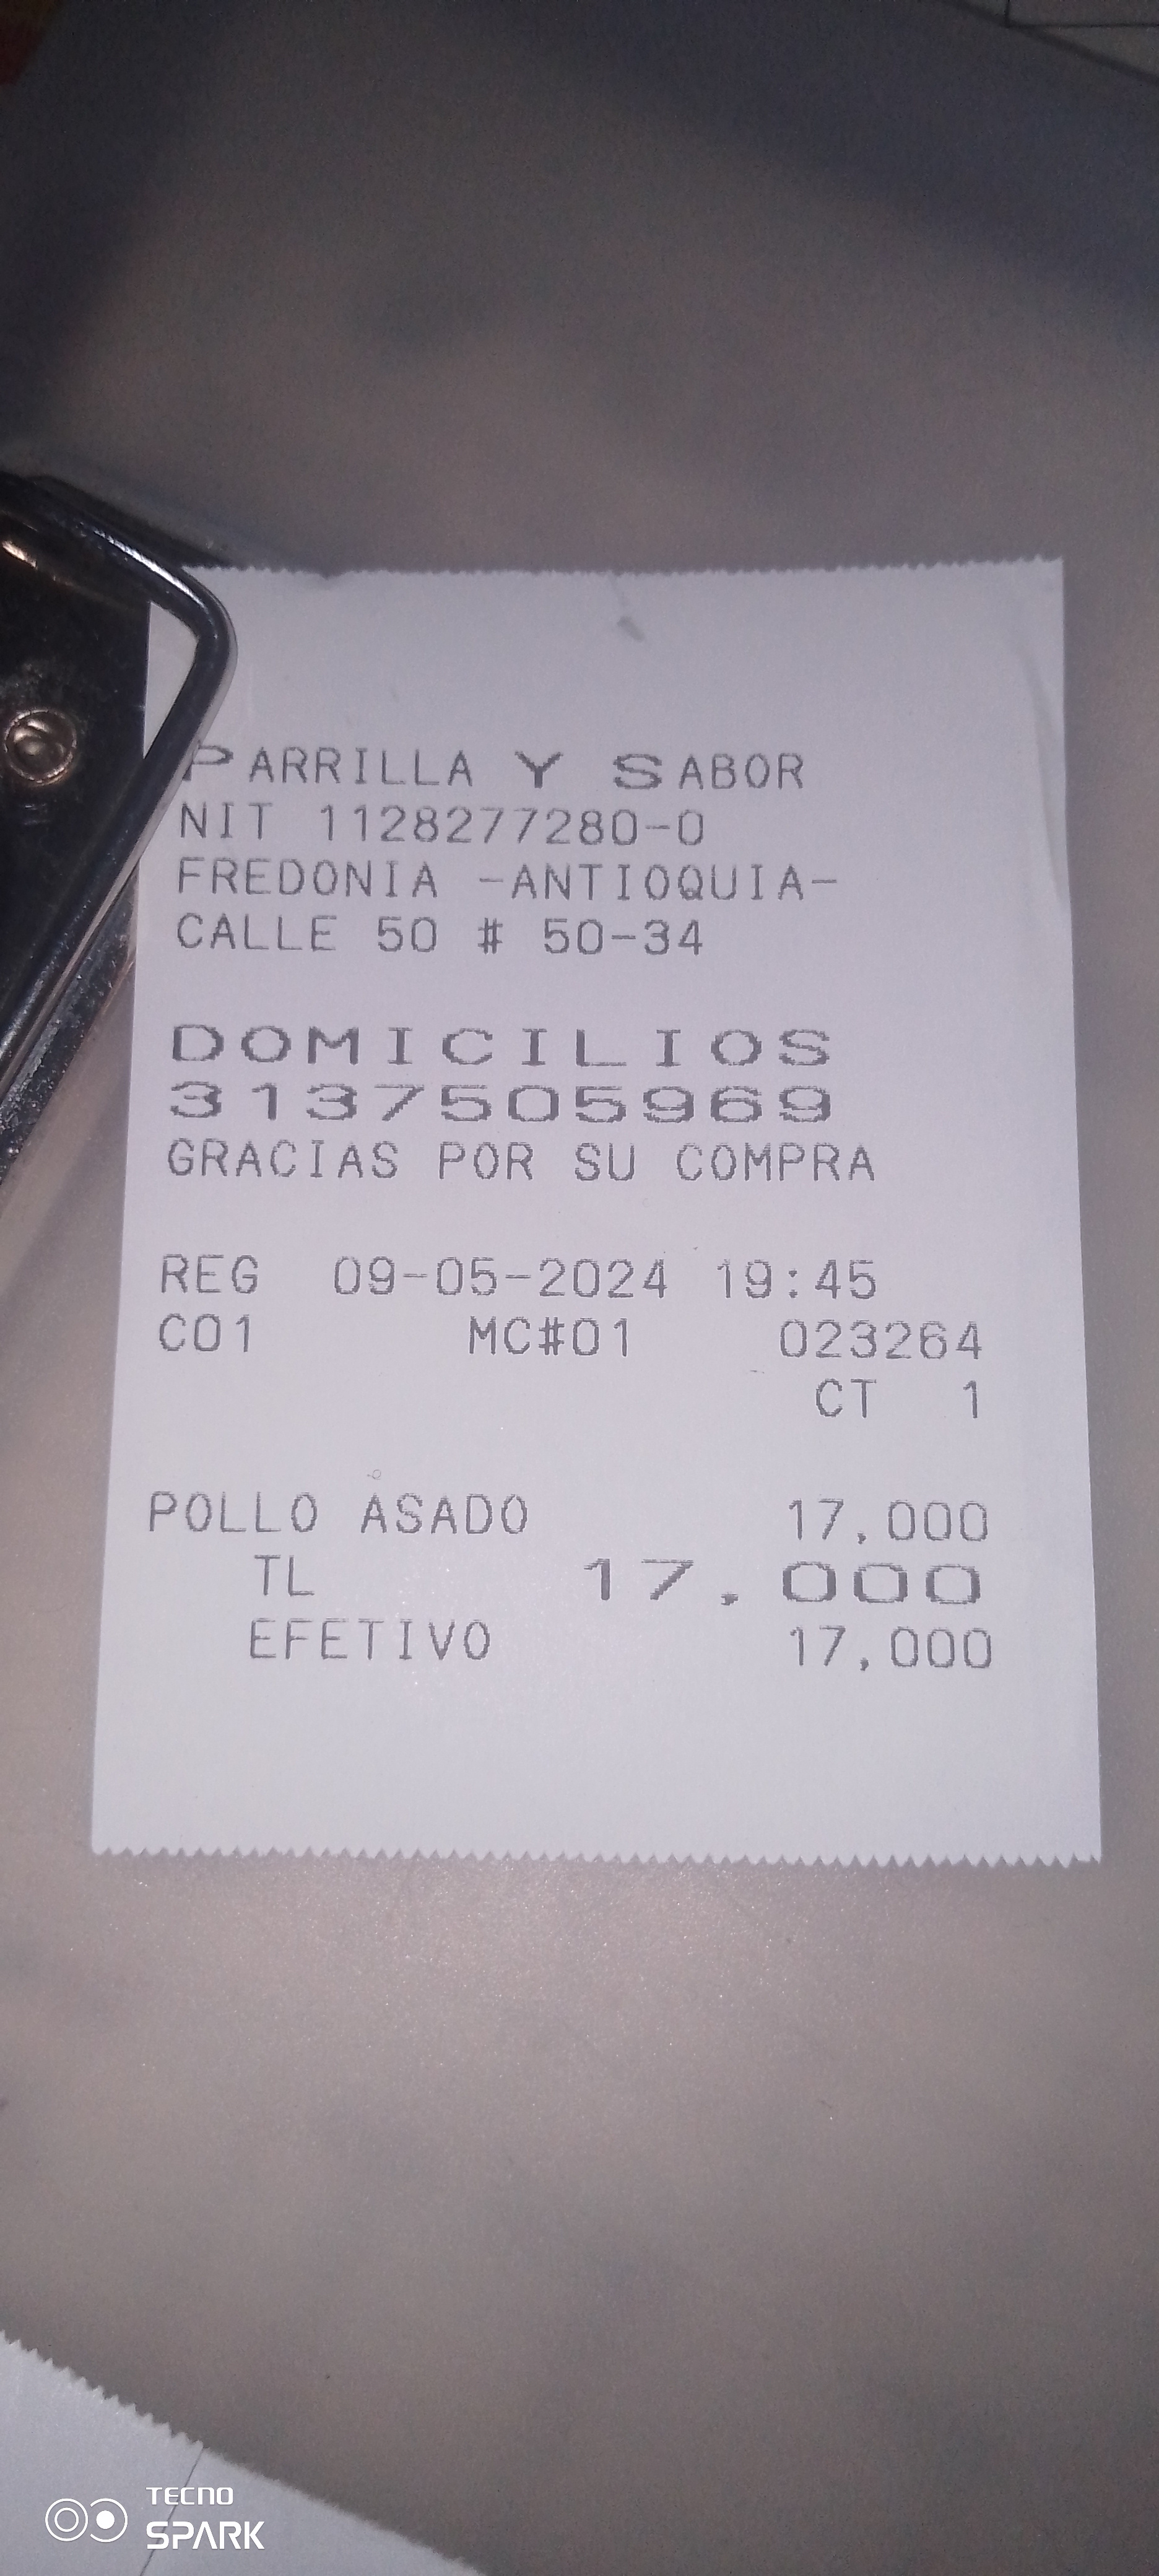 PARRILLA Y SABOR
NIT 1128277280-0
FREDONIA -ANTIOQUIA-
CALLE 50 # 50-34
DOMICILIOS
3137505969
GRACIAS POR SU COMPRA
REG 09-05-2024 19:45
C01 MC#01 023264
CT 1
POLLO ASADO 17,000
TL 17.000
EFETIVO 17,000
TECNO
SPARK